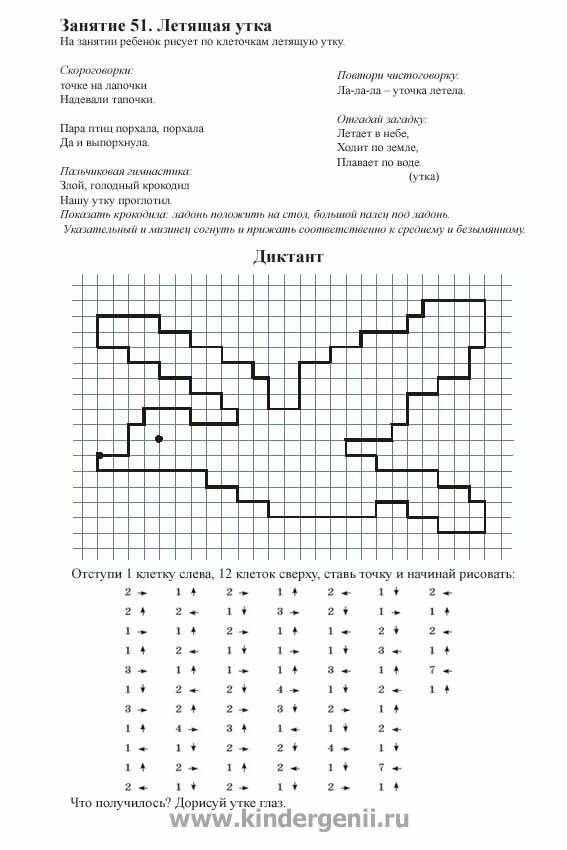 Занятие 51. Летящая утка
На занятии ребенок рисует по клеточкам летящую утку.
Скороговорки:
точке на лапочки
Надевали тапочки.
Пара птиц порхала, порхала
Да и выпорхнула.
Пальчиковая гимнастика:
Злой, голодный крокодил
Нашу утку проглотил.
Повтори чистоговорку:
Ла-ла-ла – уточка летела.
Отгадай загадку:
Летает в небе,
Ходит по земле,
Плавает по воде.
(утка)
Показать крокодила: ладонь положить на стол, большой палец под ладонь.
Указательный и мизинец согнуть и прижать соответственно к среднему и безымянному.
Диктант
Отступи 1 клетку слева, 12 клеток сверху, ставь точку и начинай рисовать:
2 → 1 ↑ 2 → 1 ↑ 2 ← 1 ↓ 2 ←
2 ↑ 2 ← 1 ↓ 3 → 1 ↓ 1 → 1 ↑
1 → 1 ↑ 2 → 1 ↑ 1 ← 2 ↓ 2 ←
1 ↑ 2 ← 1 ↓ 1 → 1 ↓ 3 ← 1 ↑
3 → 1 ↑ 1 → 1 ↑ 3 ← 1 ↑ 7 ←
1 ↓ 2 ← 2 ↓ 4 → 1 ↓ 2 ← 1 ↑
3 → 2 ↑ 2 → 3 ↓ 2 → 1 ↑
1 ↑ 4 → 3 ↑ 1 ← 1 ↓ 2 ←
1 ← 1 ↓ 2 → 2 ↓ 4 → 1 ↓
1 ↑ 2 → 1 ↑ 2 ← 1 ↓ 7 ←
2 ← 1 ↓ 2 → 1 ↓ 2 → 1 ↑
Что получилось? Дорисуй утке глаз.
www.kindergenii.ru